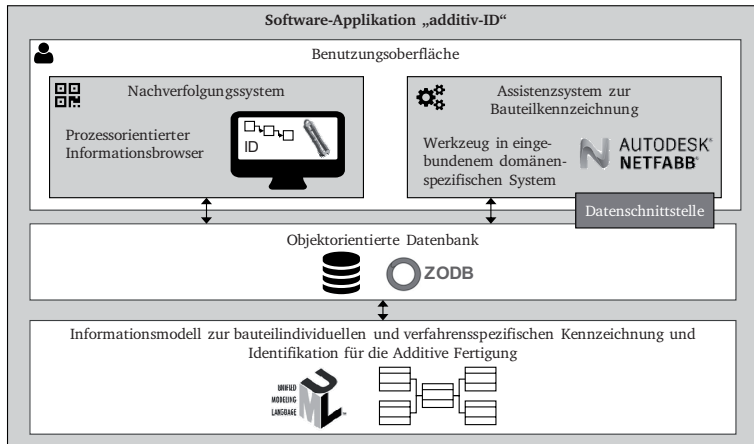 Software-Applikation „additiv-ID“
Benutzungsoberfläche
Nachverfolgungssystem
Prozessorientierter
Informationsbrowser
ID
Assistenzsystem zur
Bauteilkennzeichnung
Werkzeug in einge-
bundenem domänen-
spezifischen System
AUTODESK®
NETFABB®
Datenschnittstelle
Objektorientierte Datenbank
ZODB
Informationsmodell zur bauteilindividuellen und verfahrensspezifischen Kennzeichnung und
Identifikation für die Additive Fertigung
UNIFIED
MODELING
LANGUAGE
UML™